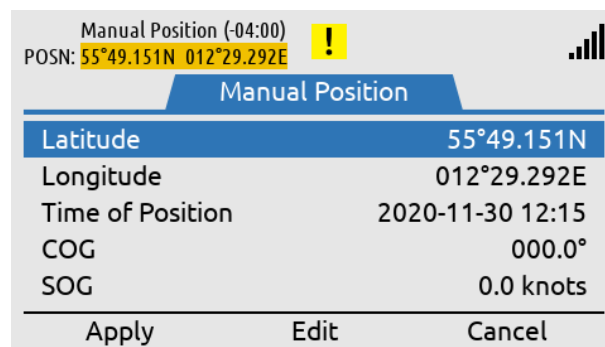 Manual Position (-04:00)
POSN: 55°49.151N 012°29.292E
!
Manual Position
Latitude 55°49.151N
Longitude 012°29.292E
Time of Position 2020-11-30 12:15
COG 000.0°
SOG 0.0 knots
Apply Edit Cancel